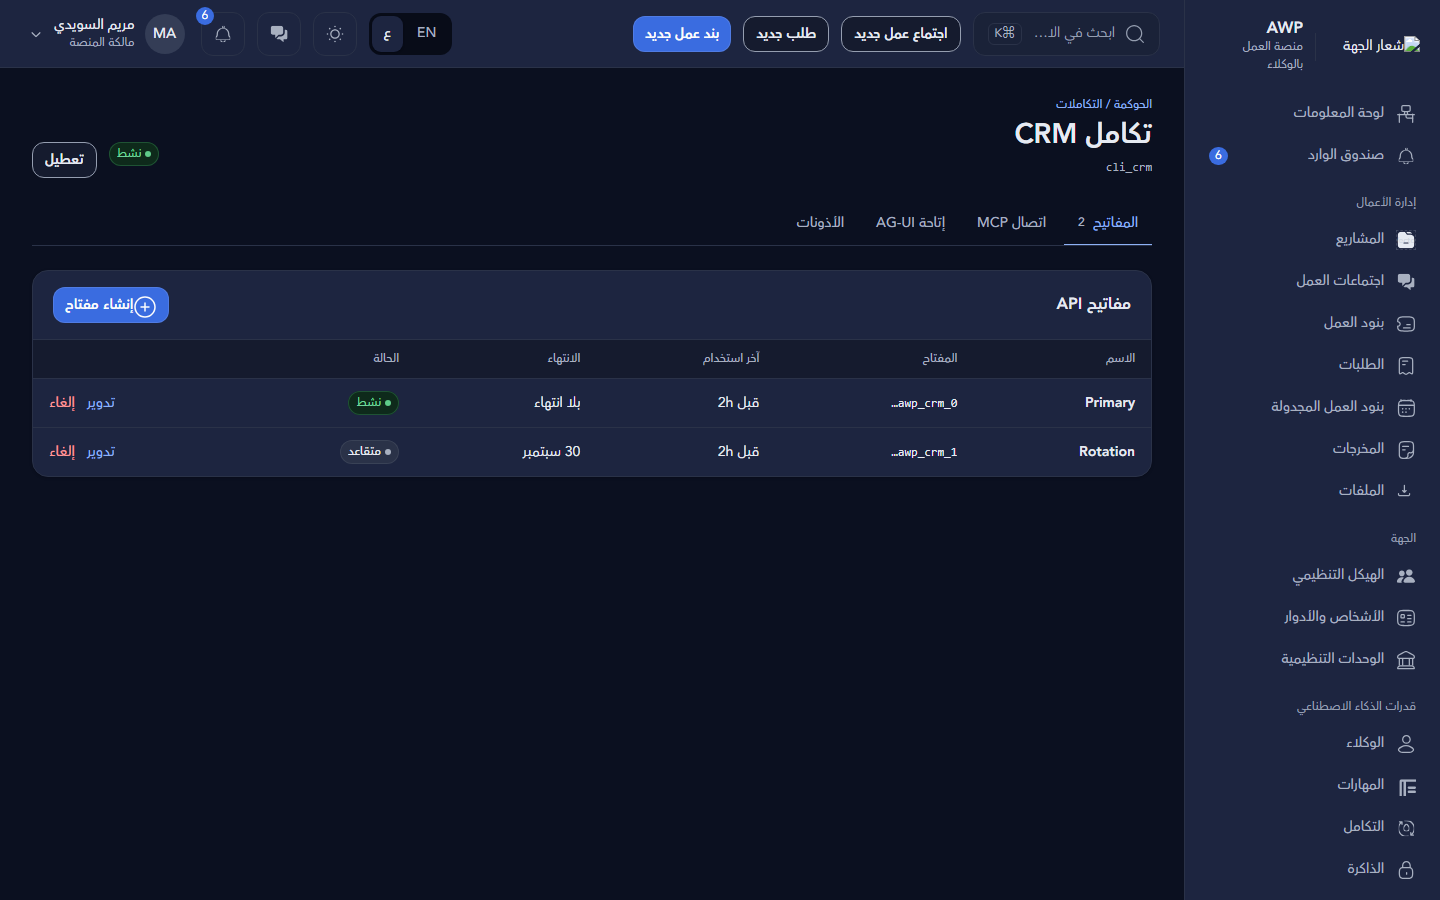 شعار الجهة
AWP
منصة العمل
بالوكلاء
لوحة المعلومات
صندوق الوارد 6
إدارة الأعمال
المشاريع
اجتماعات العمل
بنود العمل
الطلبات
بنود العمل المجدولة
المخرجات
الملفات
الجهة
الهيكل التنظيمي
الأشخاص والأدوار
الوحدات التنظيمية
قدرات الذكاء الاصطناعي
الوكلاء
المهارات
التكامل
الذاكرة
ابحث في الا... ⌘K
اجتماع عمل جديد
طلب جديد
بند عمل جديد
EN ع
6
MA
مريم السويدي
مالكة المنصة
الحوكمة / التكاملات
تكامل CRM
cli_crm
نشط
تعطيل
المفاتيح 2 اتصال MCP إتاحة AG-UI الأذونات
مفاتيح API
إنشاء مفتاح
الاسم المفتاح آخر استخدام الانتهاء الحالة
Primary awp_crm_0… قبل 2h بلا انتهاء نشط تدوير إلغاء
Rotation awp_crm_1… قبل 2h 30 سبتمبر متقاعد تدوير إلغاء